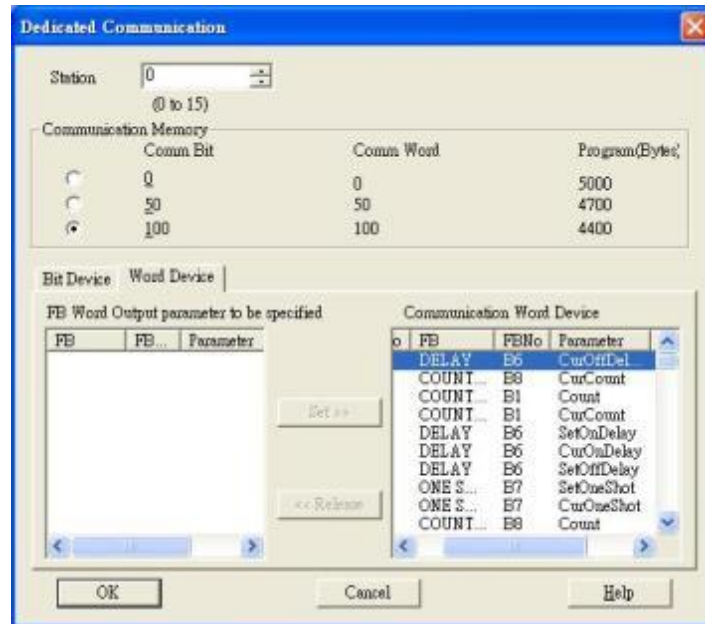 Dedicated Communication
Station 0
(0 to 15)
Communication Memory
Comm Bit Comm Word Program(Bytes)
0 0 5000
50 50 4700
100 100 4400
Bit Device Word Device
FB Word Output parameter to be specified
FB FB... Parameter
Set >>
<< Release
Communication Word Device
o FB FBNo Parameter
DELAY B6 CurOffDel...
COUNT... B8 CurCount
COUNT... B1 Count
COUNT... B1 CurCount
DELAY B6 SetOnDelay
DELAY B6 CurOnDelay
DELAY B6 SetOffDelay
ONE S... B7 SetOneShot
ONE S... B7 CurOneShot
COUNT... B8 Count
OK Cancel Help